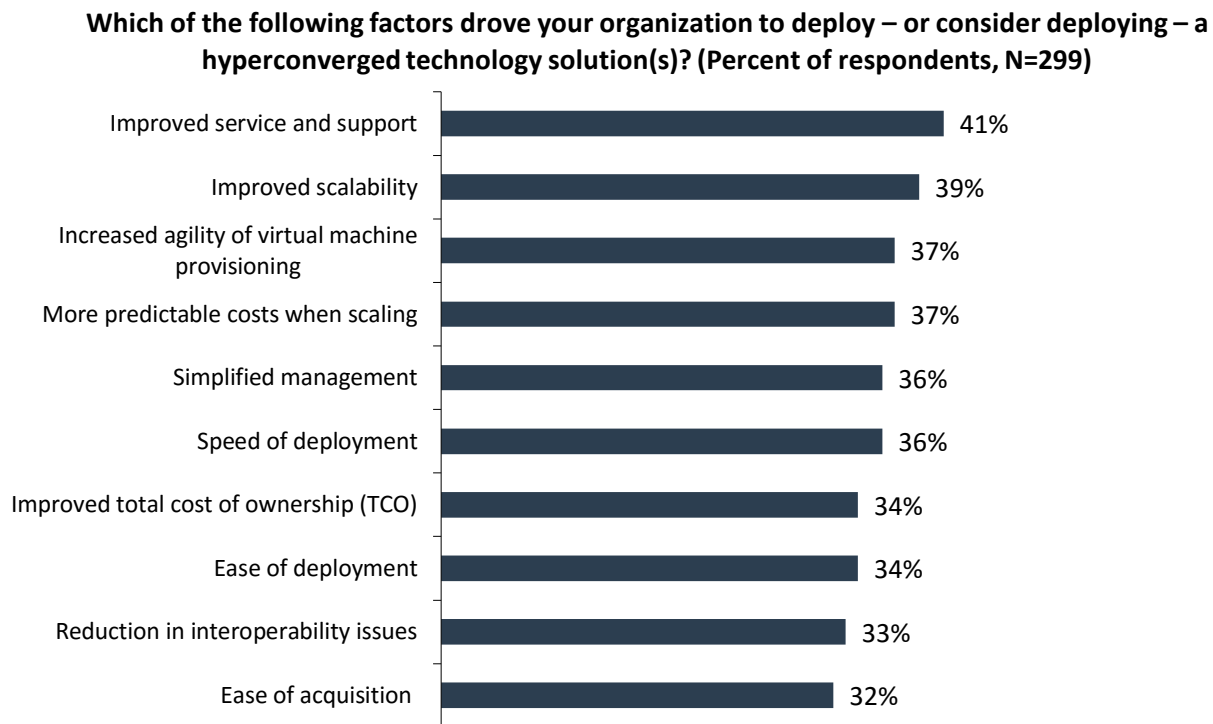 Which of the following factors drove your organization to deploy – or consider deploying – a
hyperconverged technology solution(s)? (Percent of respondents, N=299)
Improved service and support 41%
Improved scalability 39%
Increased agility of virtual machine
provisioning 37%
More predictable costs when scaling 37%
Simplified management 36%
Speed of deployment 36%
Improved total cost of ownership (TCO) 34%
Ease of deployment 34%
Reduction in interoperability issues 33%
Ease of acquisition 32%